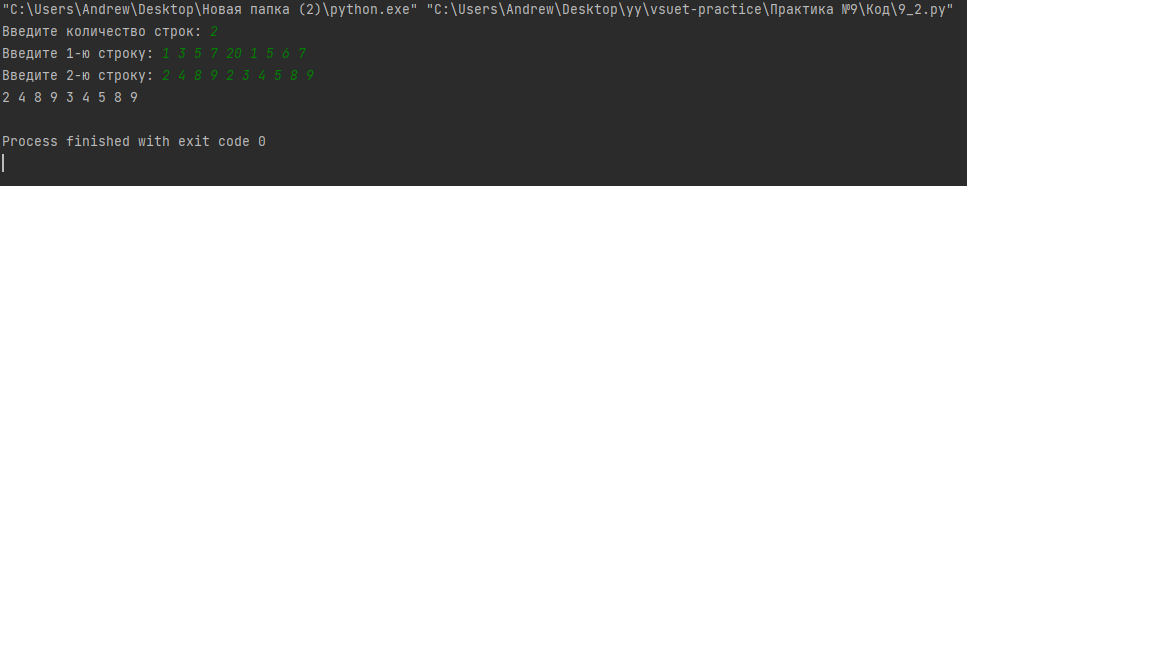 "C:\Users\Andrew\Desktop\Новая папка (2)\python.exe" "C:\Users\Andrew\Desktop\yy\vsuet-practice\Практика №9\Код\9_2.py"
Введите количество строк: 2
Введите 1-ю строку: 1 3 5 7 20 1 5 6 7
Введите 2-ю строку: 2 4 8 9 2 3 4 5 8 9
2 4 8 9 3 4 5 8 9
Process finished with exit code 0